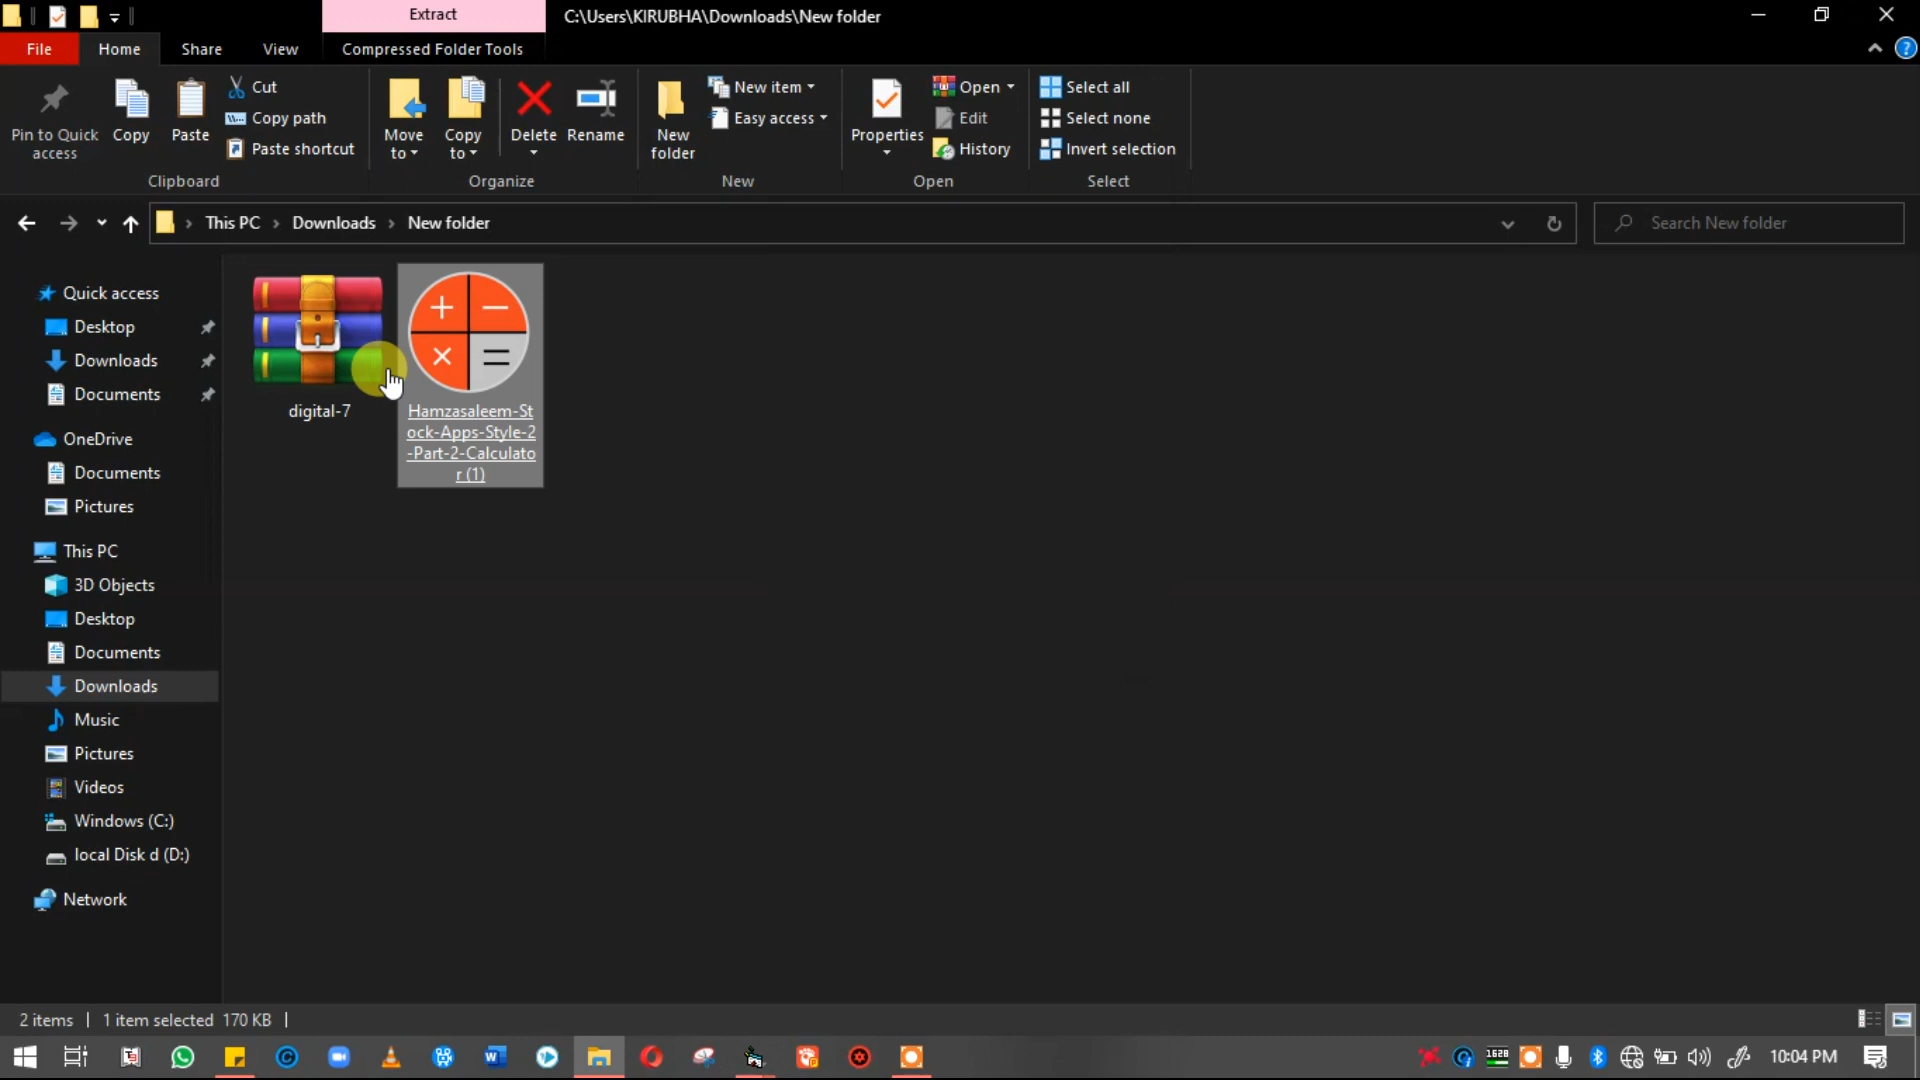 Extract
C:\Users\KIRUBHA\Downloads\New folder
File
Home
Share
View
Compressed Folder Tools
Pin to Quick
access
Copy
Paste
Cut
Copy path
Paste shortcut
Clipboard
Move
to
Copy
to
Delete
Rename
Organize
New
folder
New item
Easy access
New
Properties
Open
Edit
History
Open
Select all
Select none
Invert selection
Select
This PC
Downloads
New folder
Search New folder
Quick access
Desktop
Downloads
Documents
OneDrive
Documents
Pictures
This PC
3D Objects
Desktop
Documents
Downloads
Music
Pictures
Videos
Windows (C:)
local Disk d (D:)
Network
digital-7
Hamzasaleem-St
ock-Apps-Style-2
-Part-2-Calculato
r (1)
2 items
1 item selected 170 KB
1628
10:04 PM